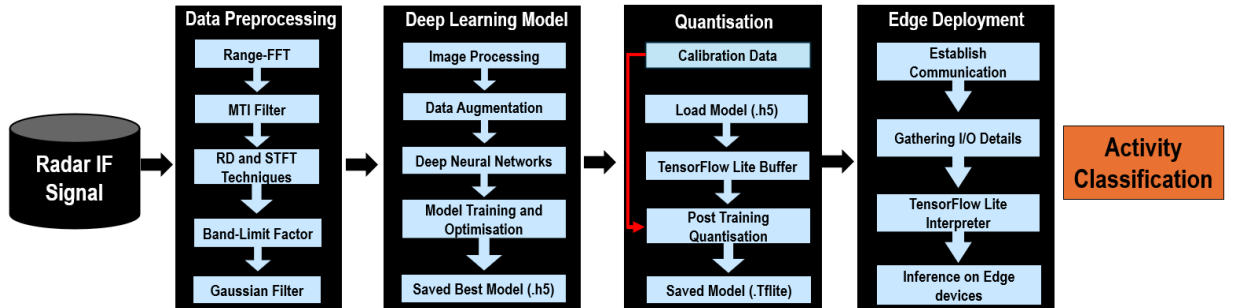 Radar IF
Signal
Data Preprocessing
Range-FFT
MTI Filter
RD and STFT
Techniques
Band-Limit Factor
Gaussian Filter
Deep Learning Model
Image Processing
Data Augmentation
Deep Neural Networks
Model Training and
Optimisation
Saved Best Model (.h5)
Quantisation
Calibration Data
Load Model (.h5)
TensorFlow Lite Buffer
Post Training
Quantisation
Saved Model (.Tflite)
Edge Deployment
Establish
Communication
Gathering I/O Details
TensorFlow Lite
Interpreter
Inference on Edge
devices
Activity
Classification